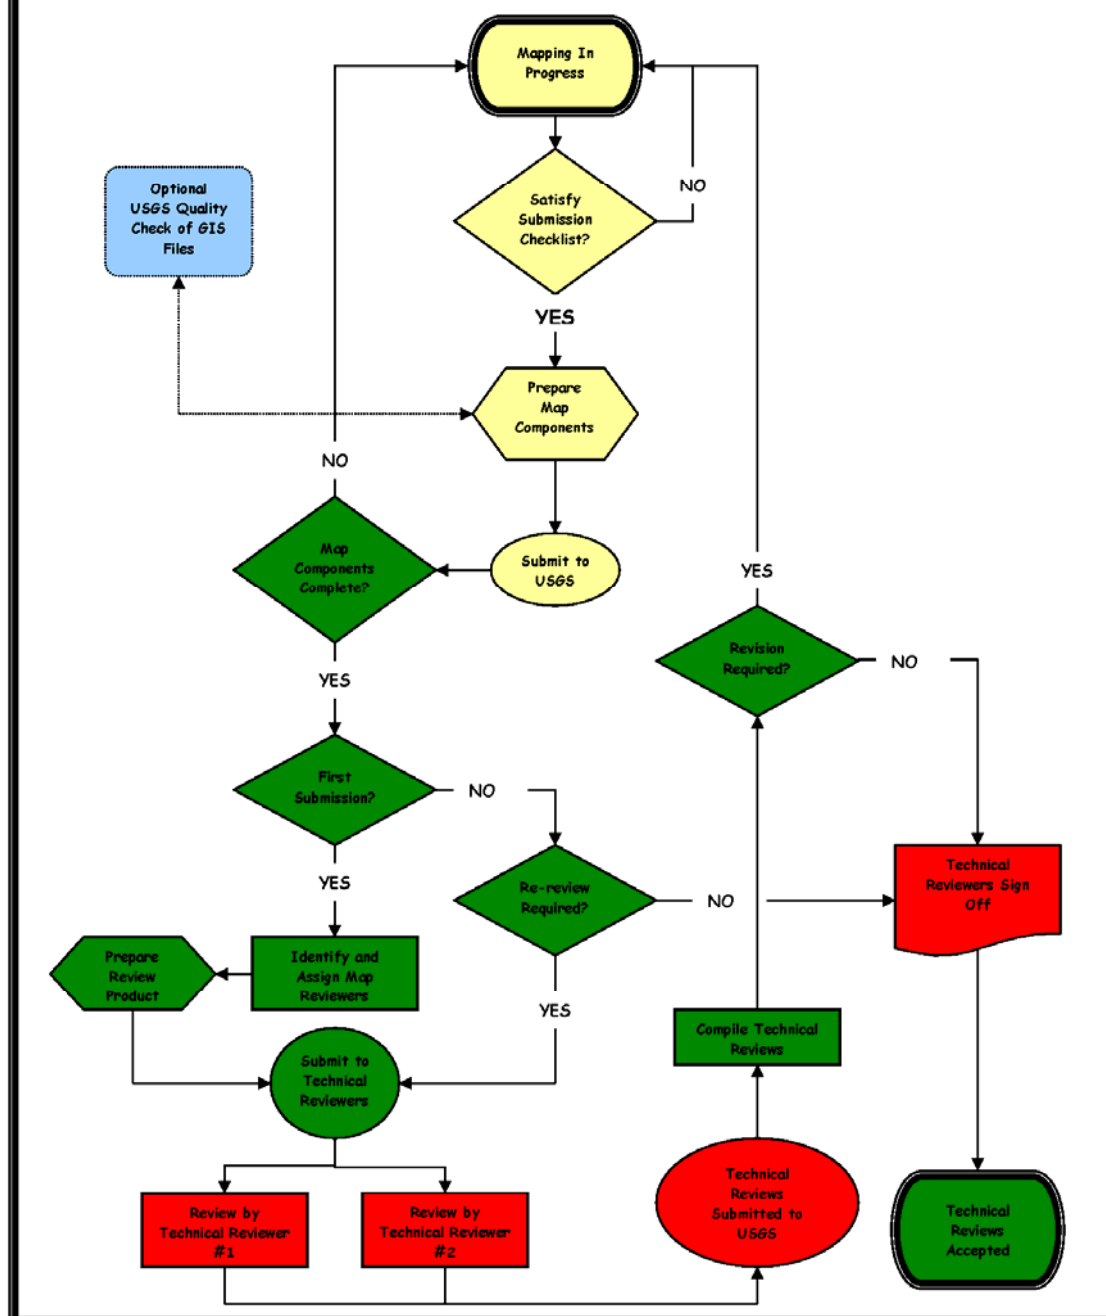 Mapping In
Progress
NO
Satisfy
Submission
Checklist?
Optional
USGS Quality
Check of GIS
Files
YES
Prepare
Map
Components
NO
Map
Components
Complete?
Submit to
USGS
YES
Revision
Required?
NO
YES
First
Submission?
NO
YES
Re-review
Required?
NO
Technical
Reviewers Sign
Off
Prepare
Review
Product
Identify and
Assign Map
Reviewers
YES
Compile Technical
Reviews
Submit to
Technical
Reviewers
Technical
Reviews
Submitted to
USGS
Review by
Technical Reviewer
#1
Review by
Technical Reviewer
#2
Technical
Reviews
Accepted